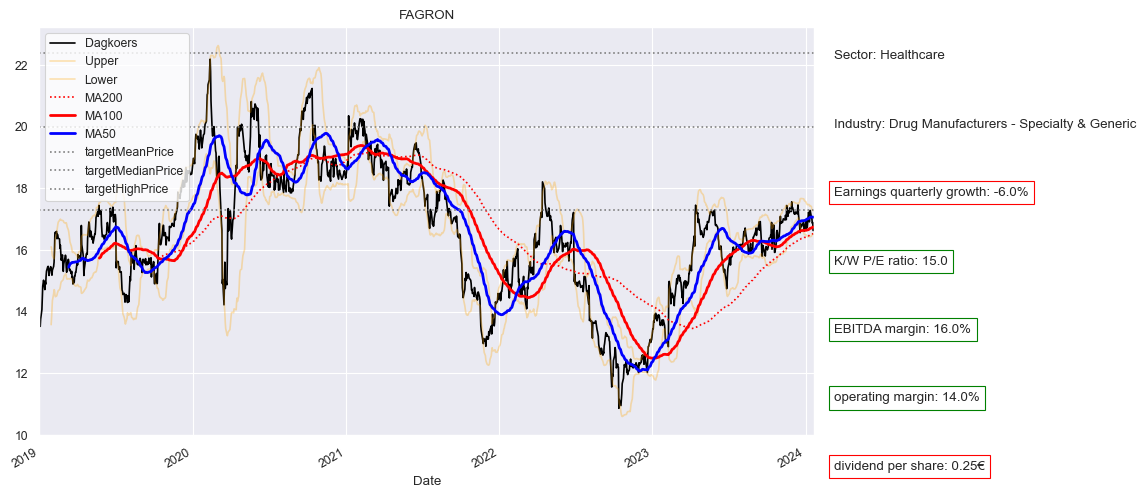 FAGRON
Dagkoers
Upper
Lower
MA200
MA100
MA50
targetMeanPrice
targetMedianPrice
targetHighPrice
22
20
18
16
14
12
10
2019
2020
2021
2022
2023
2024
Date
Sector: Healthcare
Industry: Drug Manufacturers - Specialty & Generic
Earnings quarterly growth: -6.0%
K/W P/E ratio: 15.0
EBITDA margin: 16.0%
operating margin: 14.0%
dividend per share: 0.25€